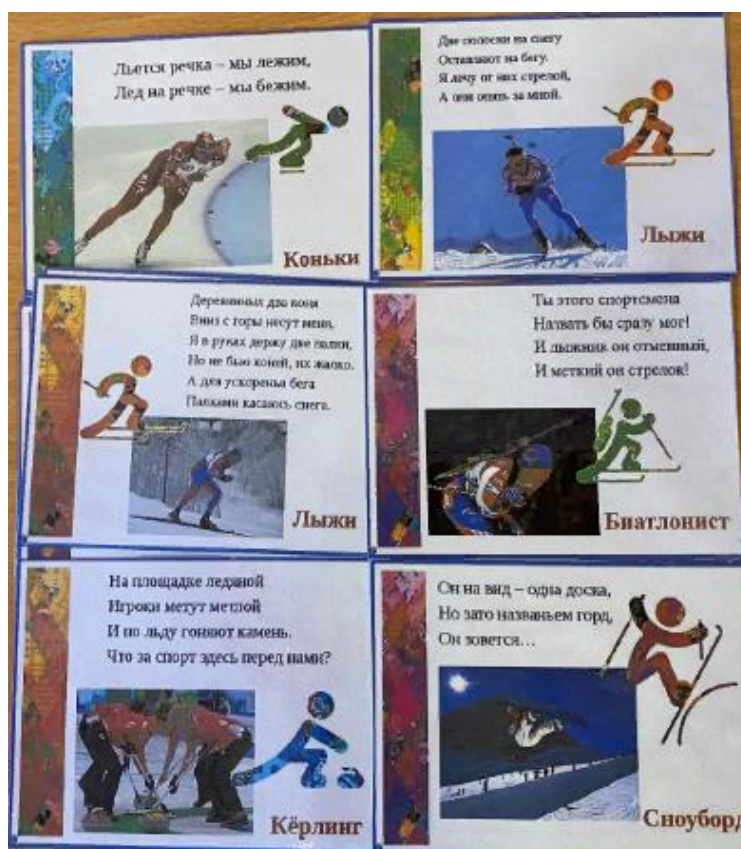 Льется речка – мы лежим,
Лед на речке – мы бежим.
Коньки
Две полоски на снегу
Оставляют на бегу.
Я лечу от них стрелой,
А они опять за мной.
Лыжи
Деревянных два коня
Вниз с горы несут меня.
Я в руках держу две палки,
Но не бью коней, их жалко.
А для ускоренья бега
Палками касаюсь снега.
Лыжи
Ты этого спортсмена
Назвать бы сразу мог!
И лыжник он отменный,
И меткий он стрелок!
Биатлонист
На площадке ледяной
Игроки метут метлой
И по льду гоняют камень.
Что за спорт здесь перед нами?
Кёрлинг
Он на вид – одна доска,
Но зато названьем горд,
Он зовется…
Сноуборд